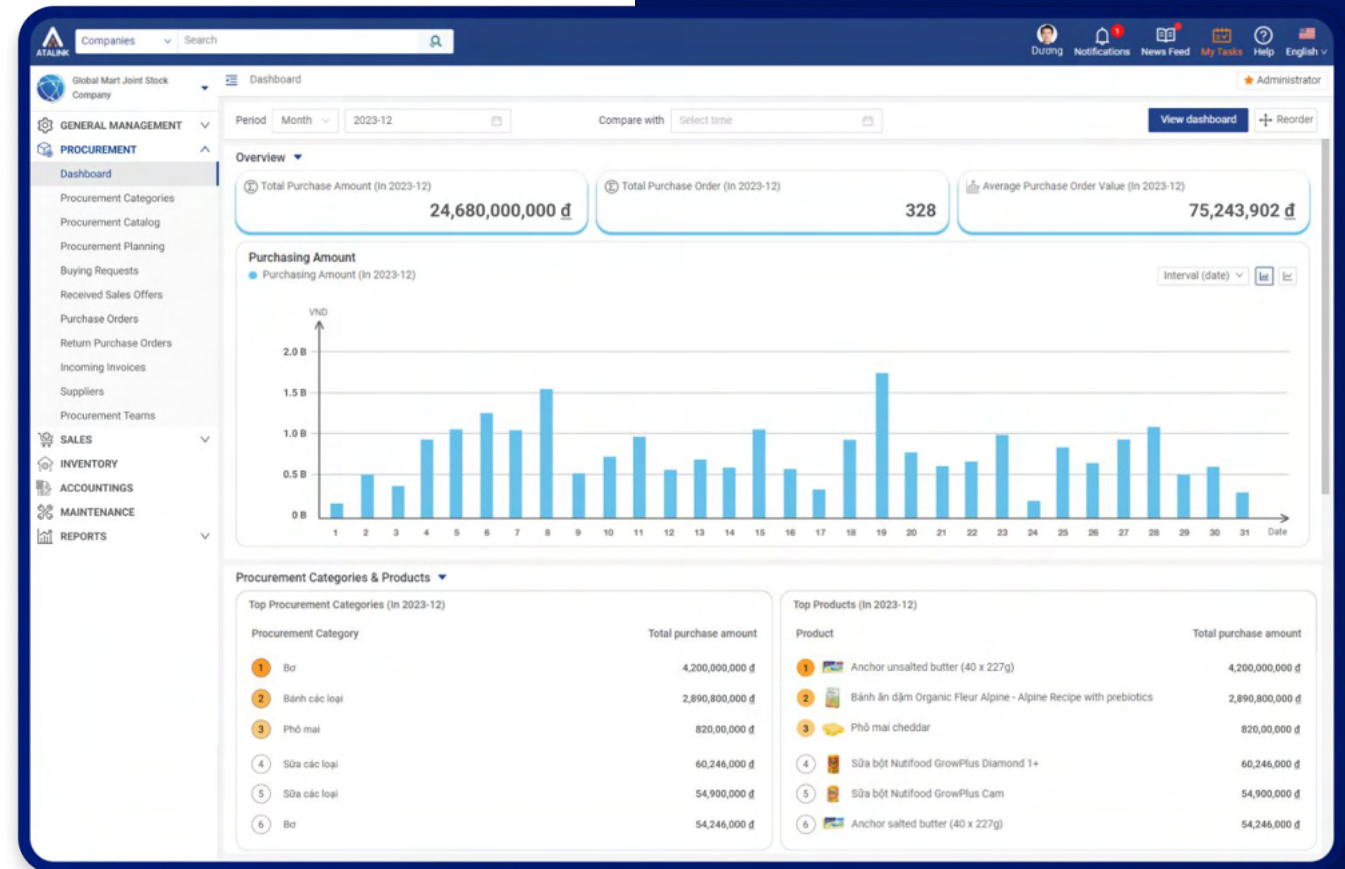 ATALINK
Companies
Search
Dương
1
Notifications
News Feed
My Tasks
Help
English
Global Mart Joint Stock
Company
Dashboard
Administrator
GENERAL MANAGEMENT
PROCUREMENT
Dashboard
Procurement Categories
Procurement Catalog
Procurement Planning
Buying Requests
Received Sales Offers
Purchase Orders
Return Purchase Orders
Incoming Invoices
Suppliers
Procurement Teams
SALES
INVENTORY
ACCOUNTINGS
MAINTENANCE
REPORTS
Period
Month
2023-12
Compare with
Select time
View dashboard
Reorder
Overview
Total Purchase Amount (In 2023-12)
24,680,000,000 đ
Total Purchase Order (In 2023-12)
328
Average Purchase Order Value (In 2023-12)
75,243,902 đ
Purchasing Amount
Purchasing Amount (In 2023-12)
Interval (date)
VND
2.0 B
1.5 B
1.0 B
0.5 B
0 B
1 2 3 4 5 6 7 8 9 10 11 12 13 14 15 16 17 18 19 20 21 22 23 24 25 26 27 28 29 30 31 Date
Procurement Categories & Products
Top Procurement Categories (In 2023-12)
Procurement Category Total purchase amount
1 Bơ 4,200,000,000 đ
2 Bánh các loại 2,890,800,000 đ
3 Phô mai 820,00,000 đ
4 Sữa các loại 60,246,000 đ
5 Sữa các loại 54,900,000 đ
6 Bơ 54,246,000 đ
Top Products (In 2023-12)
Product Total purchase amount
1 Anchor unsalted butter (40 x 227g) 4,200,000,000 đ
2 Bánh ăn dặm Organic Fleur Alpine - Alpine Recipe with prebiotics 2,890,800,000 đ
3 Phô mai cheddar 820,00,000 đ
4 Sữa bột Nutifood GrowPlus Diamond 1+ 60,246,000 đ
5 Sữa bột Nutifood GrowPlus Cam 54,900,000 đ
6 Anchor salted butter (40 x 227g) 54,246,000 đ